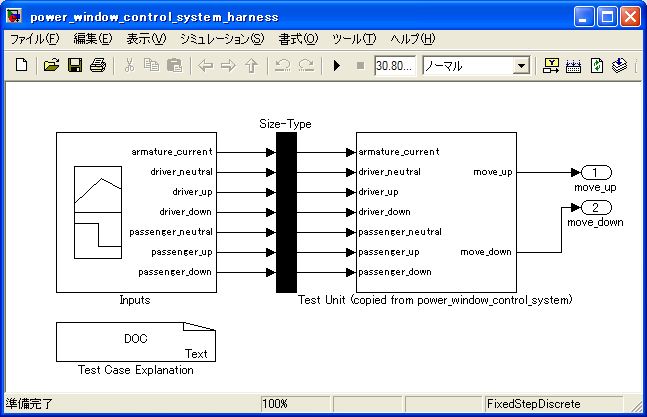 power_window_control_system_harness
ファイル(F) 編集(E) 表示(V) シミュレーション(S) 書式(O) ツール(T) ヘルプ(H)
30.80... ノーマル
Size-Type
armature_current armature_current
driver_neutral driver_neutral move_up 1
driver_up driver_up move_up
driver_down driver_down 2
passenger_neutral passenger_neutral move_down
passenger_up passenger_up move_down
passenger_down passenger_down
Inputs Test Unit (copied from power_window_control_system)
DOC
Text
Test Case Explanation
準備完了 100% FixedStepDiscrete